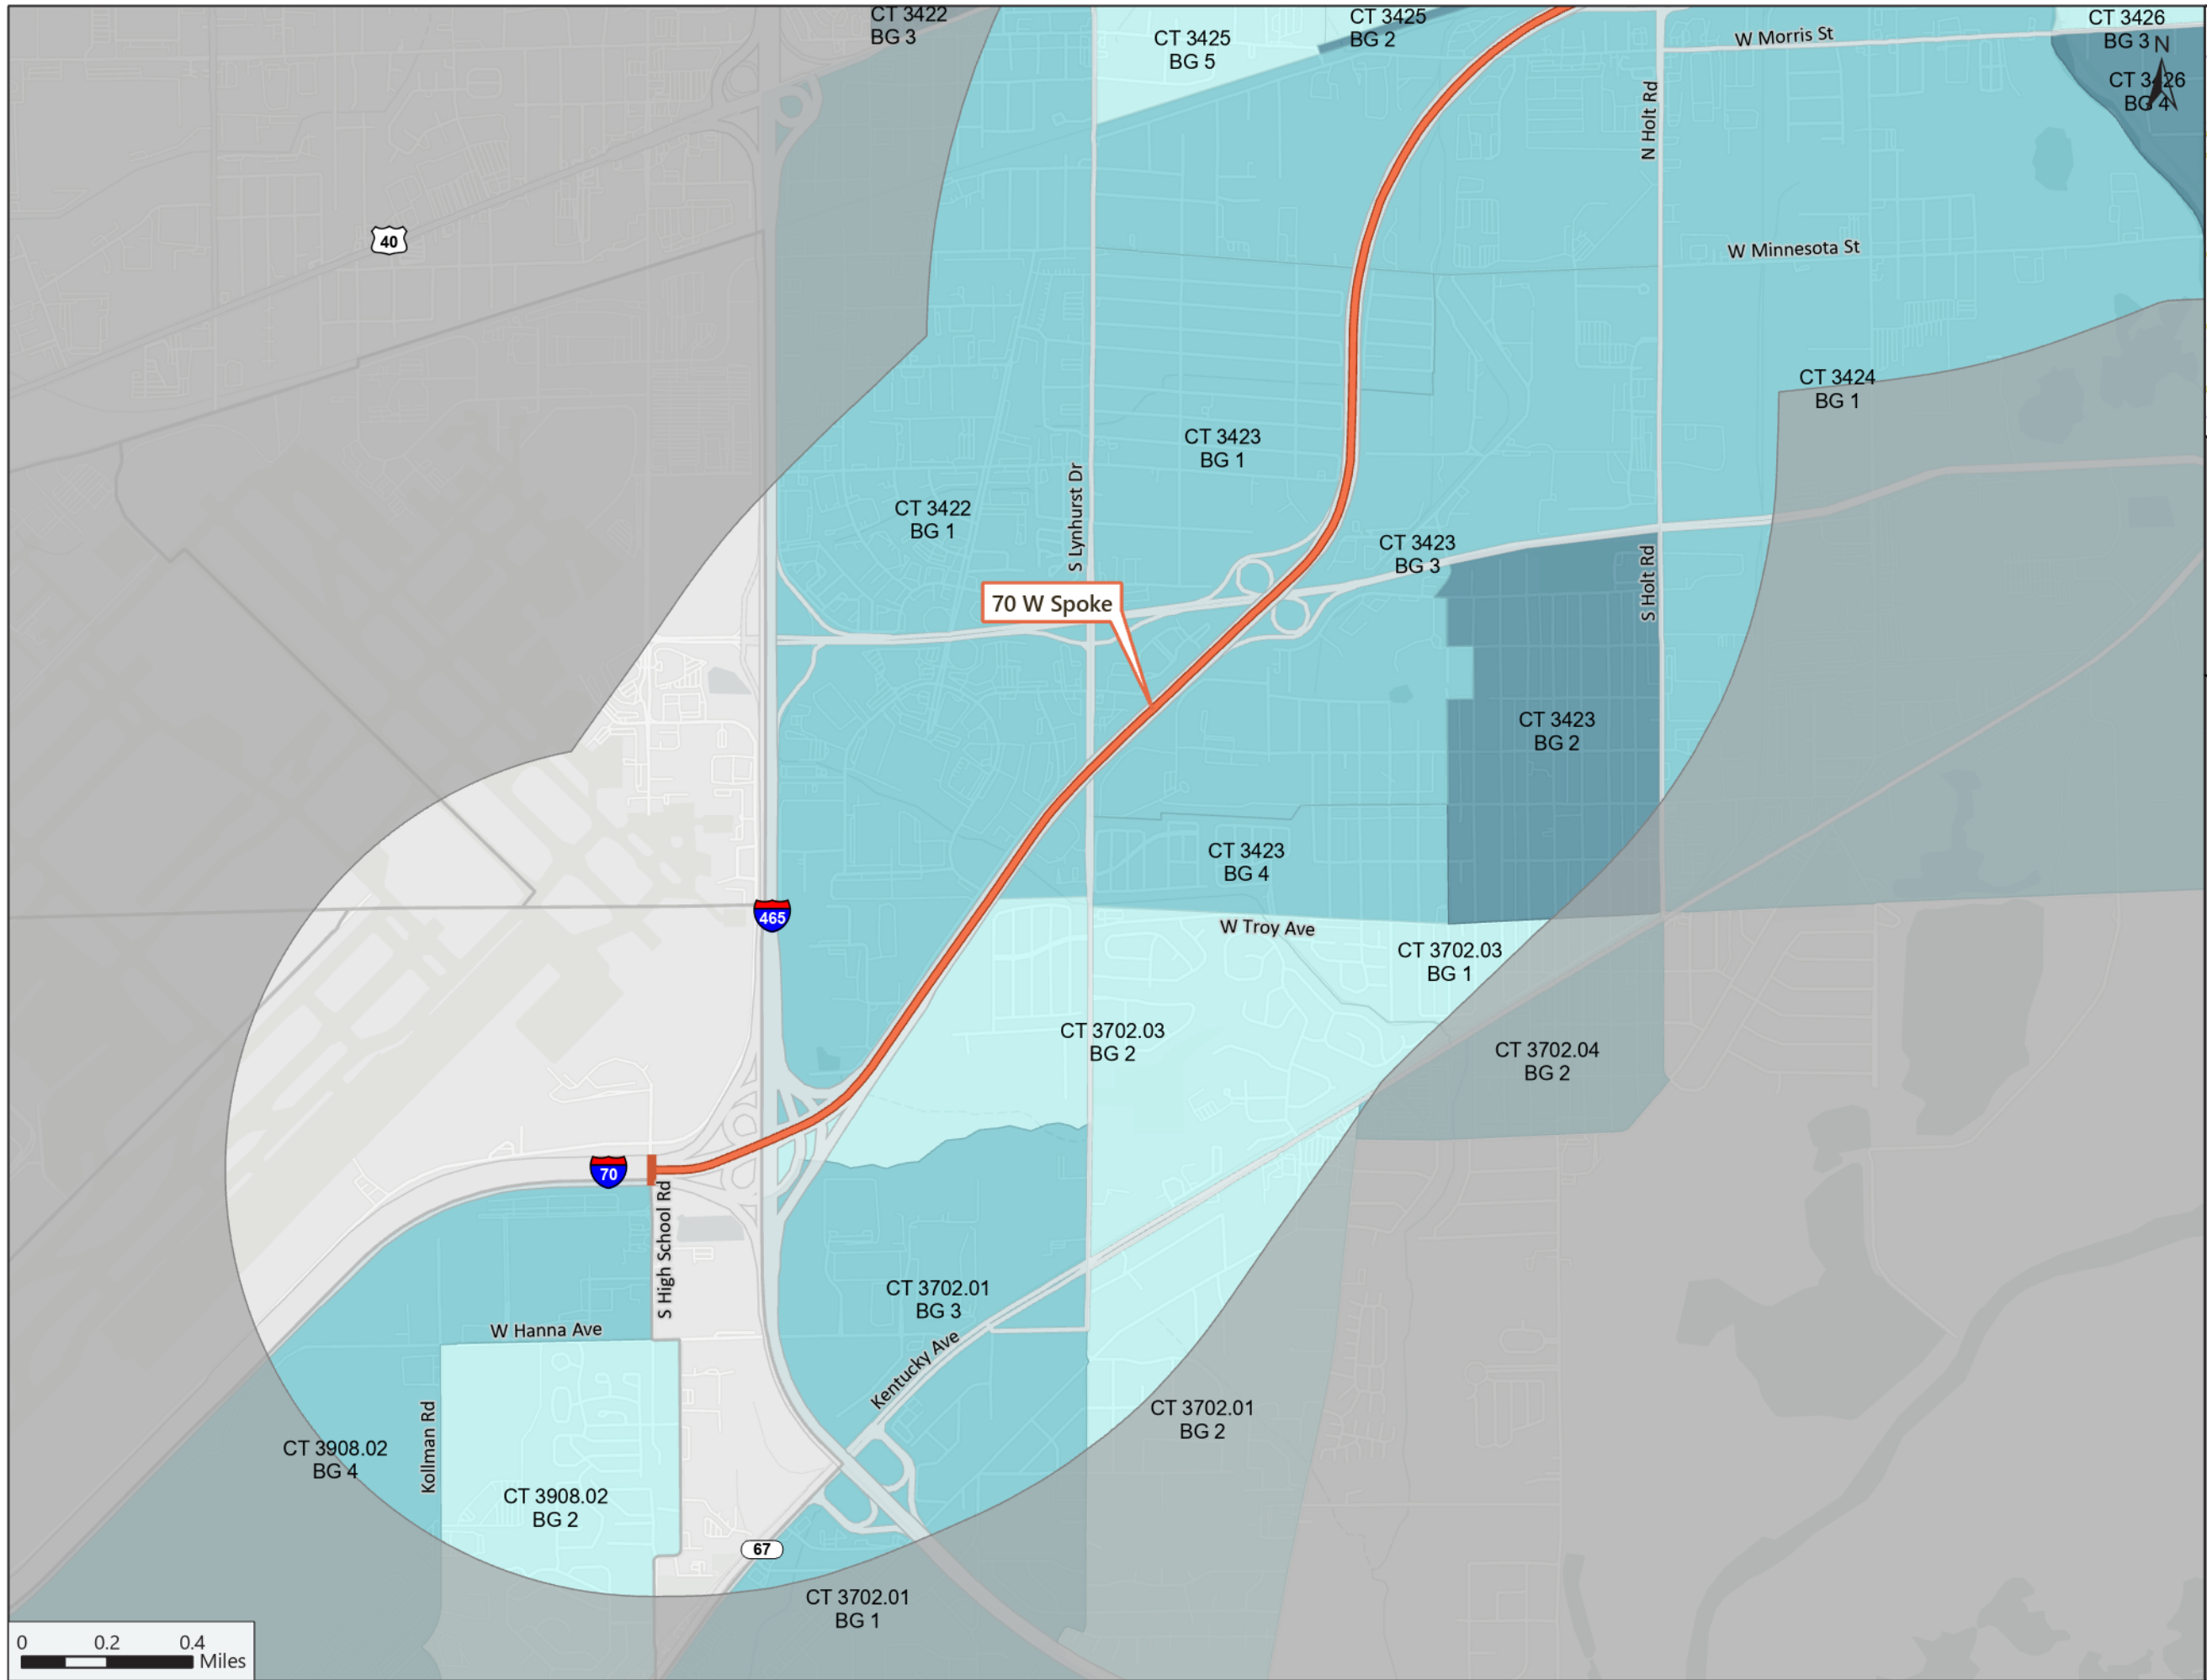 CT 3422
BG 3
CT 3425
BG 5
CT 3425
BG 2
W Morris St
CT 3426
BG 3
N
CT 3426
BG 4
N Holt Rd
40
W Minnesota St
CT 3424
BG 1
CT 3423
BG 1
S Lynhurst Dr
CT 3422
BG 1
CT 3423
BG 3
S Holt Rd
70 W Spoke
CT 3423
BG 2
CT 3423
BG 4
465
W Troy Ave
CT 3702.03
BG 1
CT 3702.03
BG 2
CT 3702.04
BG 2
70
S High School Rd
CT 3702.01
BG 3
W Hanna Ave
Kentucky Ave
CT 3702.01
BG 2
Kollman Rd
CT 3908.02
BG 4
CT 3908.02
BG 2
67
CT 3702.01
BG 1
0 0.2 0.4
Miles